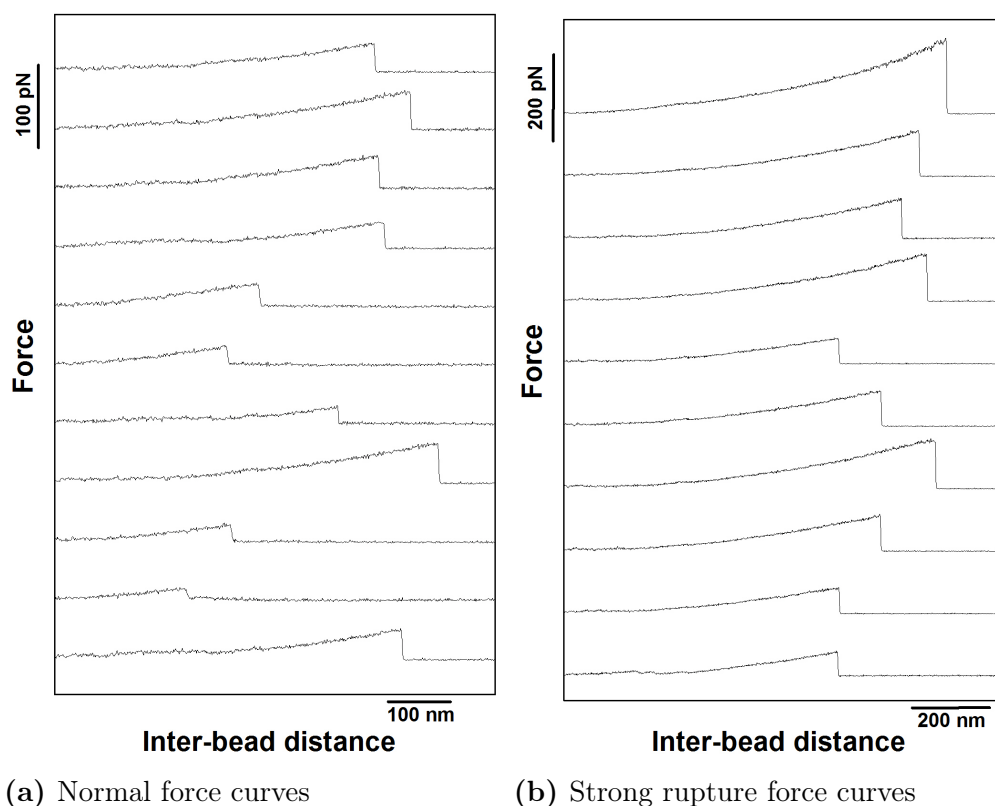 100 pN
Force
100 nm
Inter-bead distance
(a) Normal force curves
200 pN
Force
200 nm
Inter-bead distance
(b) Strong rupture force curves